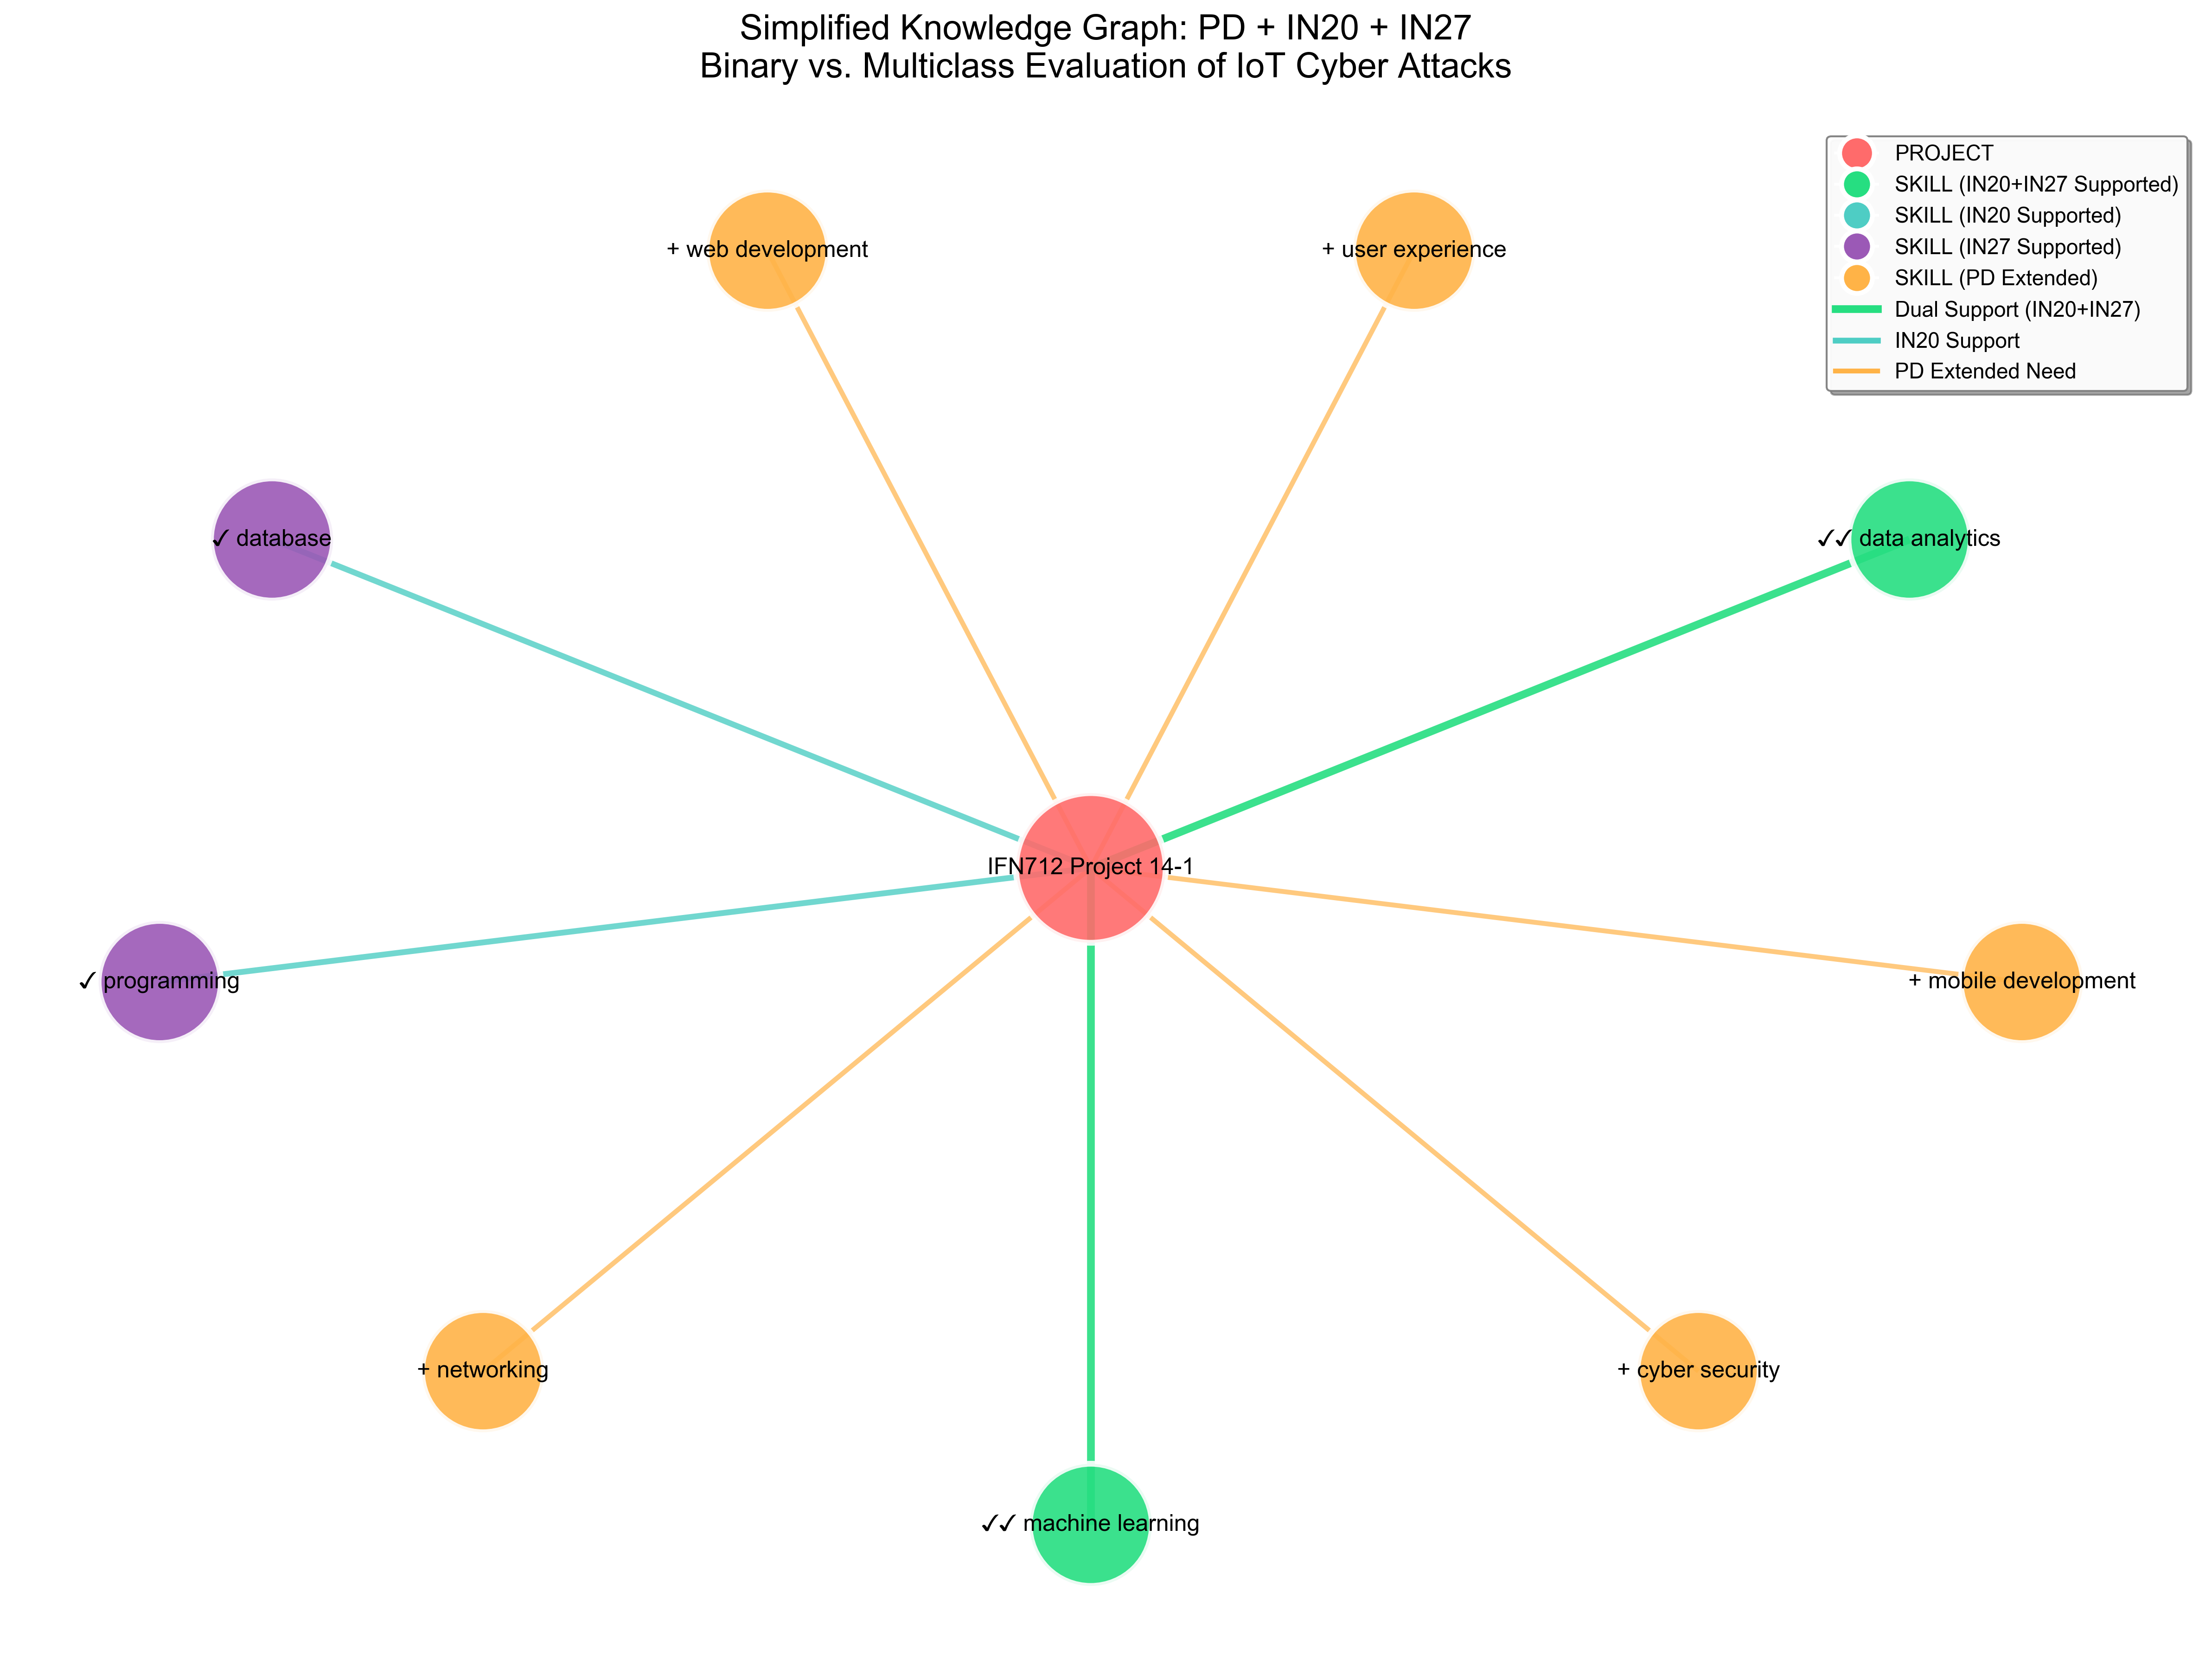 Simplified Knowledge Graph: PD + IN20 + IN27
Binary vs. Multiclass Evaluation of IoT Cyber Attacks
PROJECT
SKILL (IN20+IN27 Supported)
SKILL (IN20 Supported)
SKILL (IN27 Supported)
SKILL (PD Extended)
Dual Support (IN20+IN27)
IN20 Support
PD Extended Need
+ web development
+ user experience
✓ database
✓✓ data analytics
IFN712 Project 14-1
✓ programming
+ mobile development
+ networking
+ cyber security
✓✓ machine learning